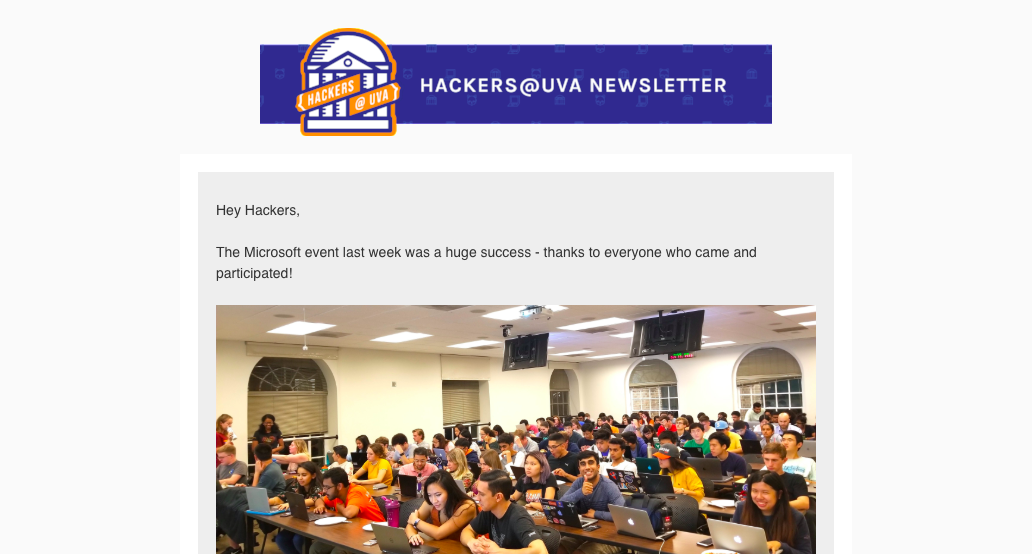 HACKERS
@ UVA
HACKERS@UVA NEWSLETTER
Hey Hackers,
The Microsoft event last week was a huge success - thanks to everyone who came and
participated!